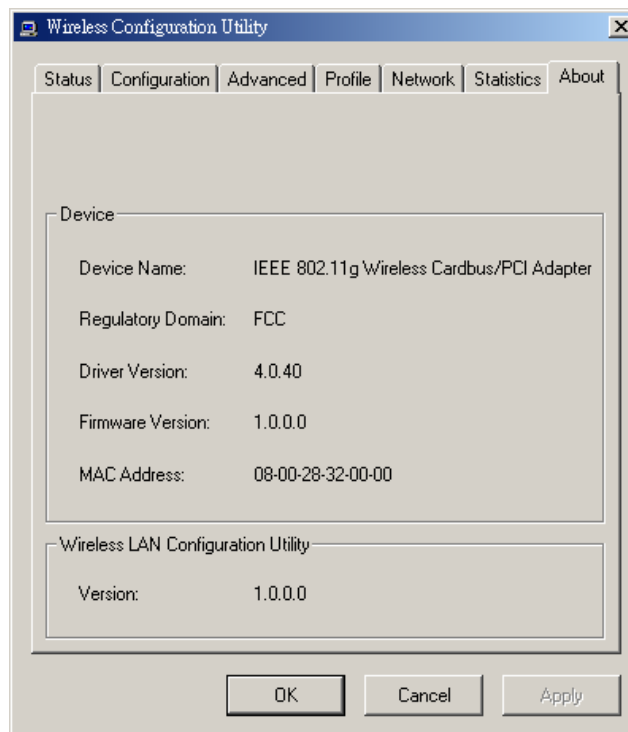 Wireless Configuration Utility
Status Configuration Advanced Profile Network Statistics About
Device
Device Name: IEEE 802.11g Wireless Cardbus/PCI Adapter
Regulatory Domain: FCC
Driver Version: 4.0.40
Firmware Version: 1.0.0.0
MAC Address: 08-00-28-32-00-00
Wireless LAN Configuration Utility
Version: 1.0.0.0
OK Cancel Apply